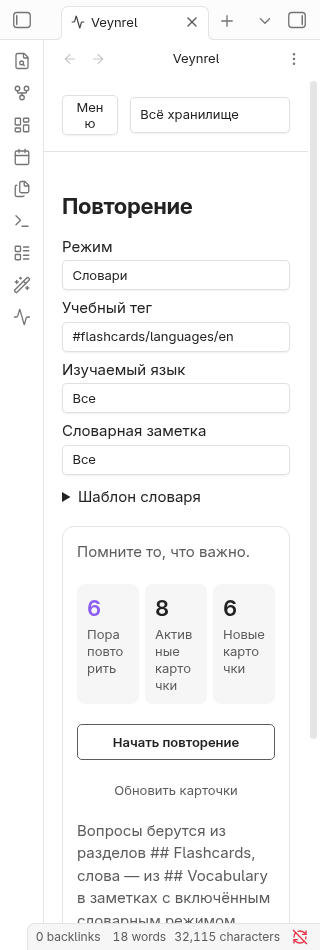 Veynrel
Veynrel
Мен
ю
Всё хранилище
Повторение
Режим
Словари
Учебный тег
#flashcards/languages/en
Изучаемый язык
Все
Словарная заметка
Все
Шаблон словаря
Помните то, что важно.
6
Пора
повто
рить
8
Актив
ные
карто
чки
6
Новые
карто
чки
Начать повторение
Обновить карточки
Вопросы берутся из
разделов ## Flashcards,
слова — из ## Vocabulary
в заметках с включённым
словарным режимом
0 backlinks 18 words 32,115 characters